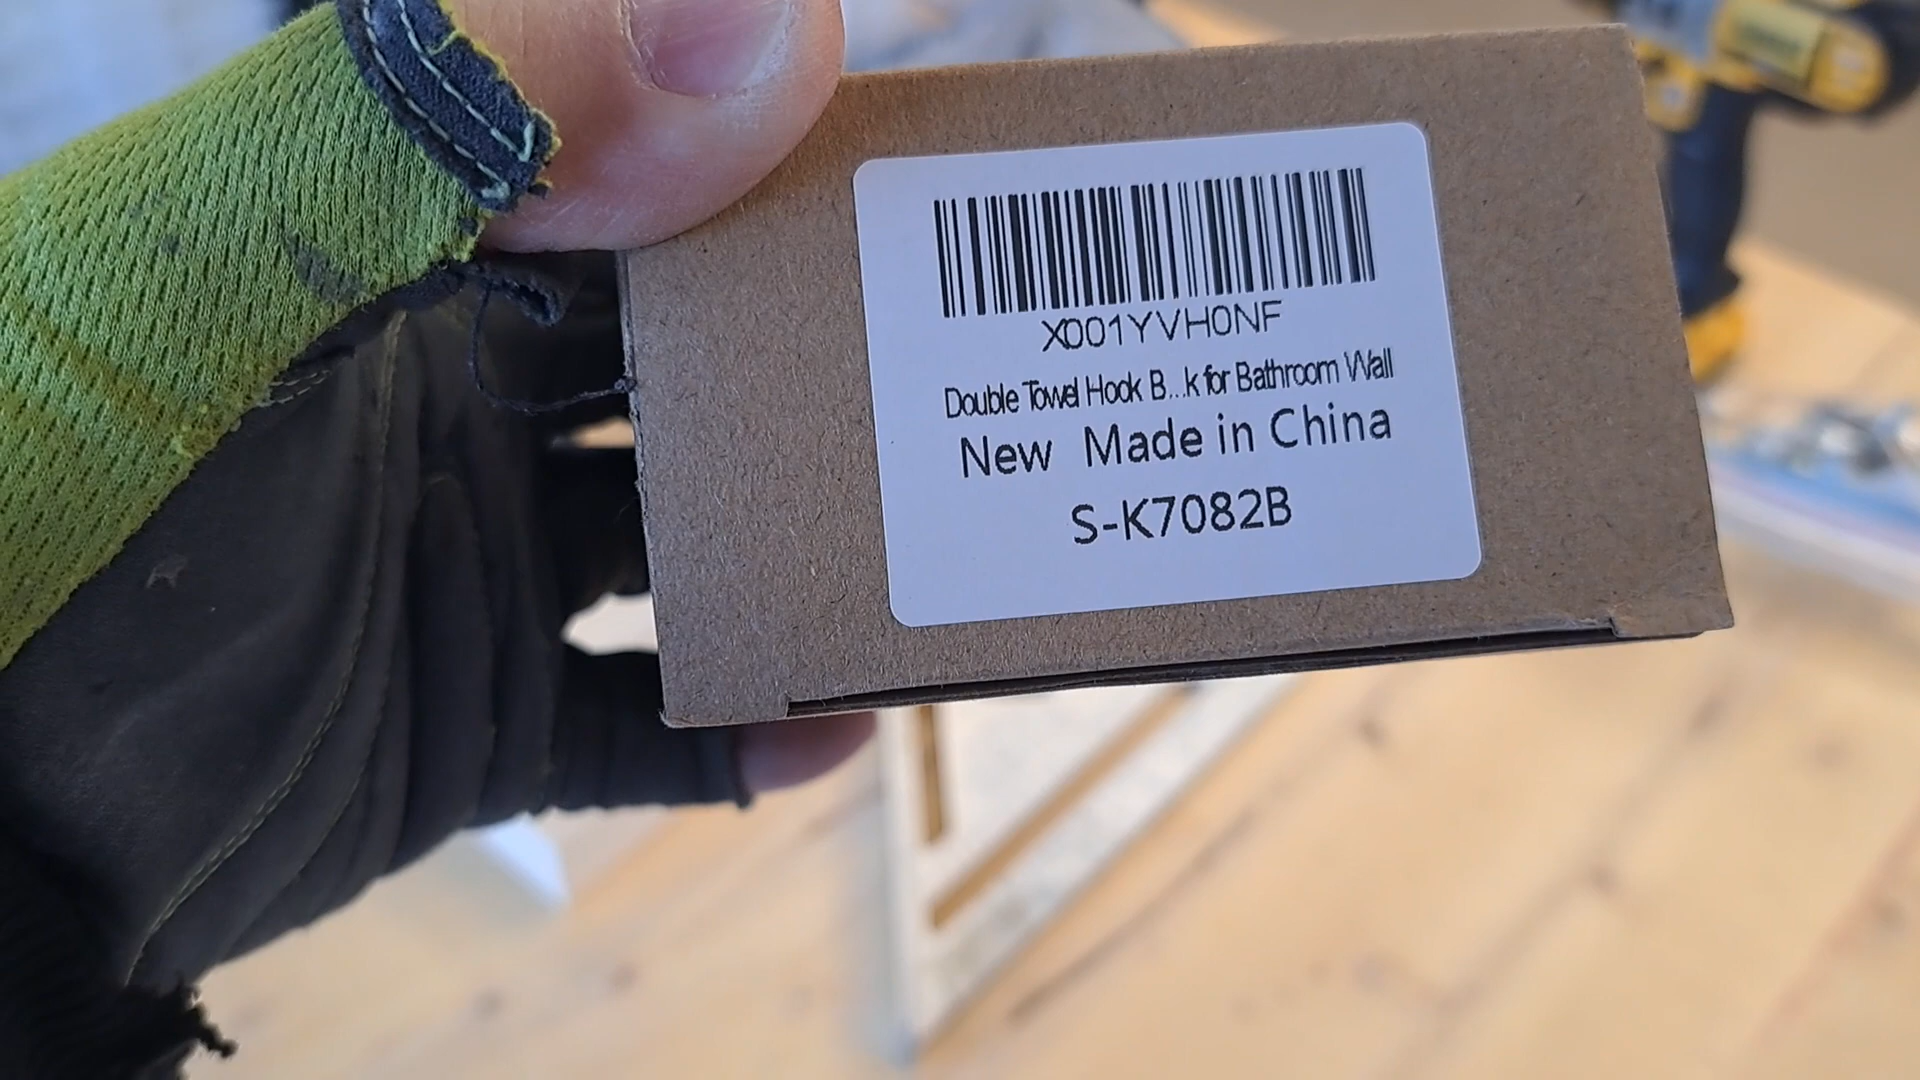 X001YVH0NF
Double Towel Hook B...k for Bathroom Wall
New Made in China
S-K7082B